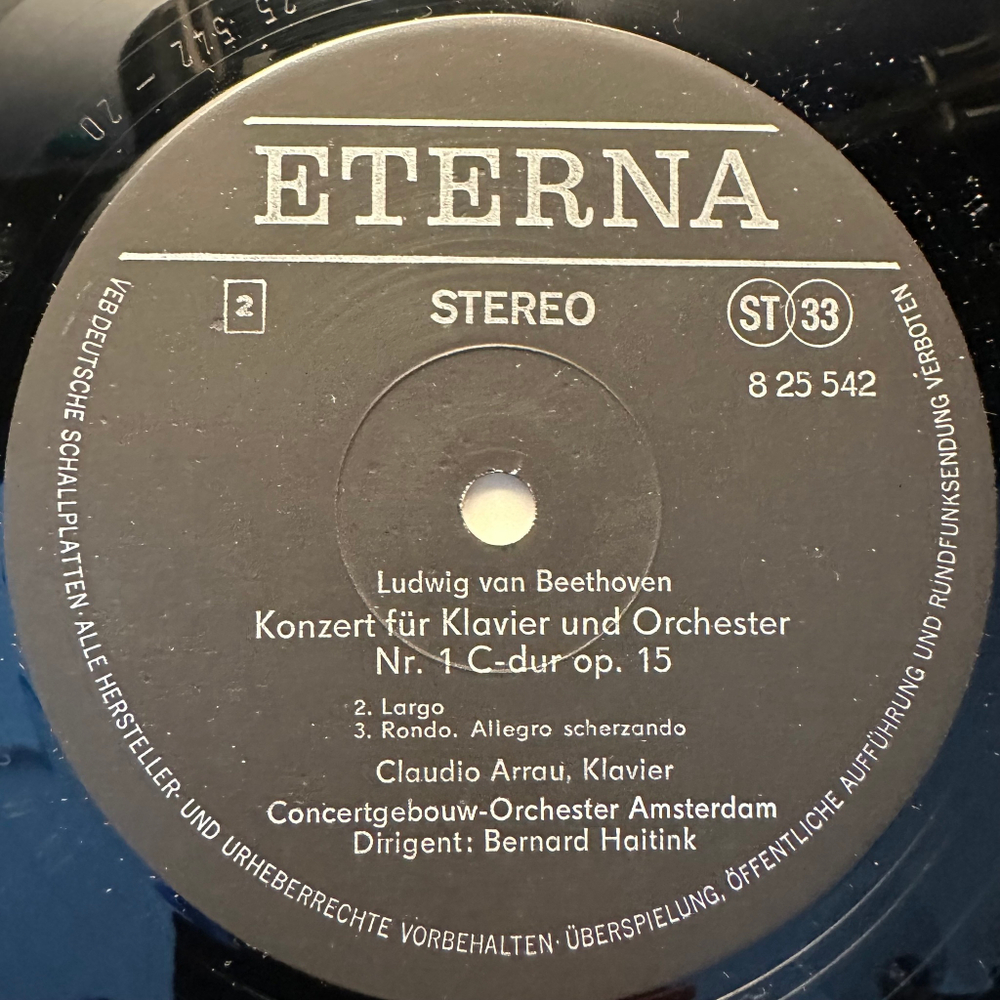 25 542 – 20
ETERNA
2
STEREO
ST 33
8 25 542
Ludwig van Beethoven
Konzert für Klavier und Orchester
Nr. 1 C-dur op. 15
2. Largo
3. Rondo. Allegro scherzando
Claudio Arrau, Klavier
Concertgebouw-Orchester Amsterdam
Dirigent: Bernard Haitink
VEB DEUTSCHE SCHALLPLATTEN · ALLE HERSTELLER- UND URHEBERRECHTE VORBEHALTEN · ÜBERSPIELUNG, ÖFFENTLICHE AUFFÜHRUNG UND RUNDFUNKSENDUNG VERBOTEN